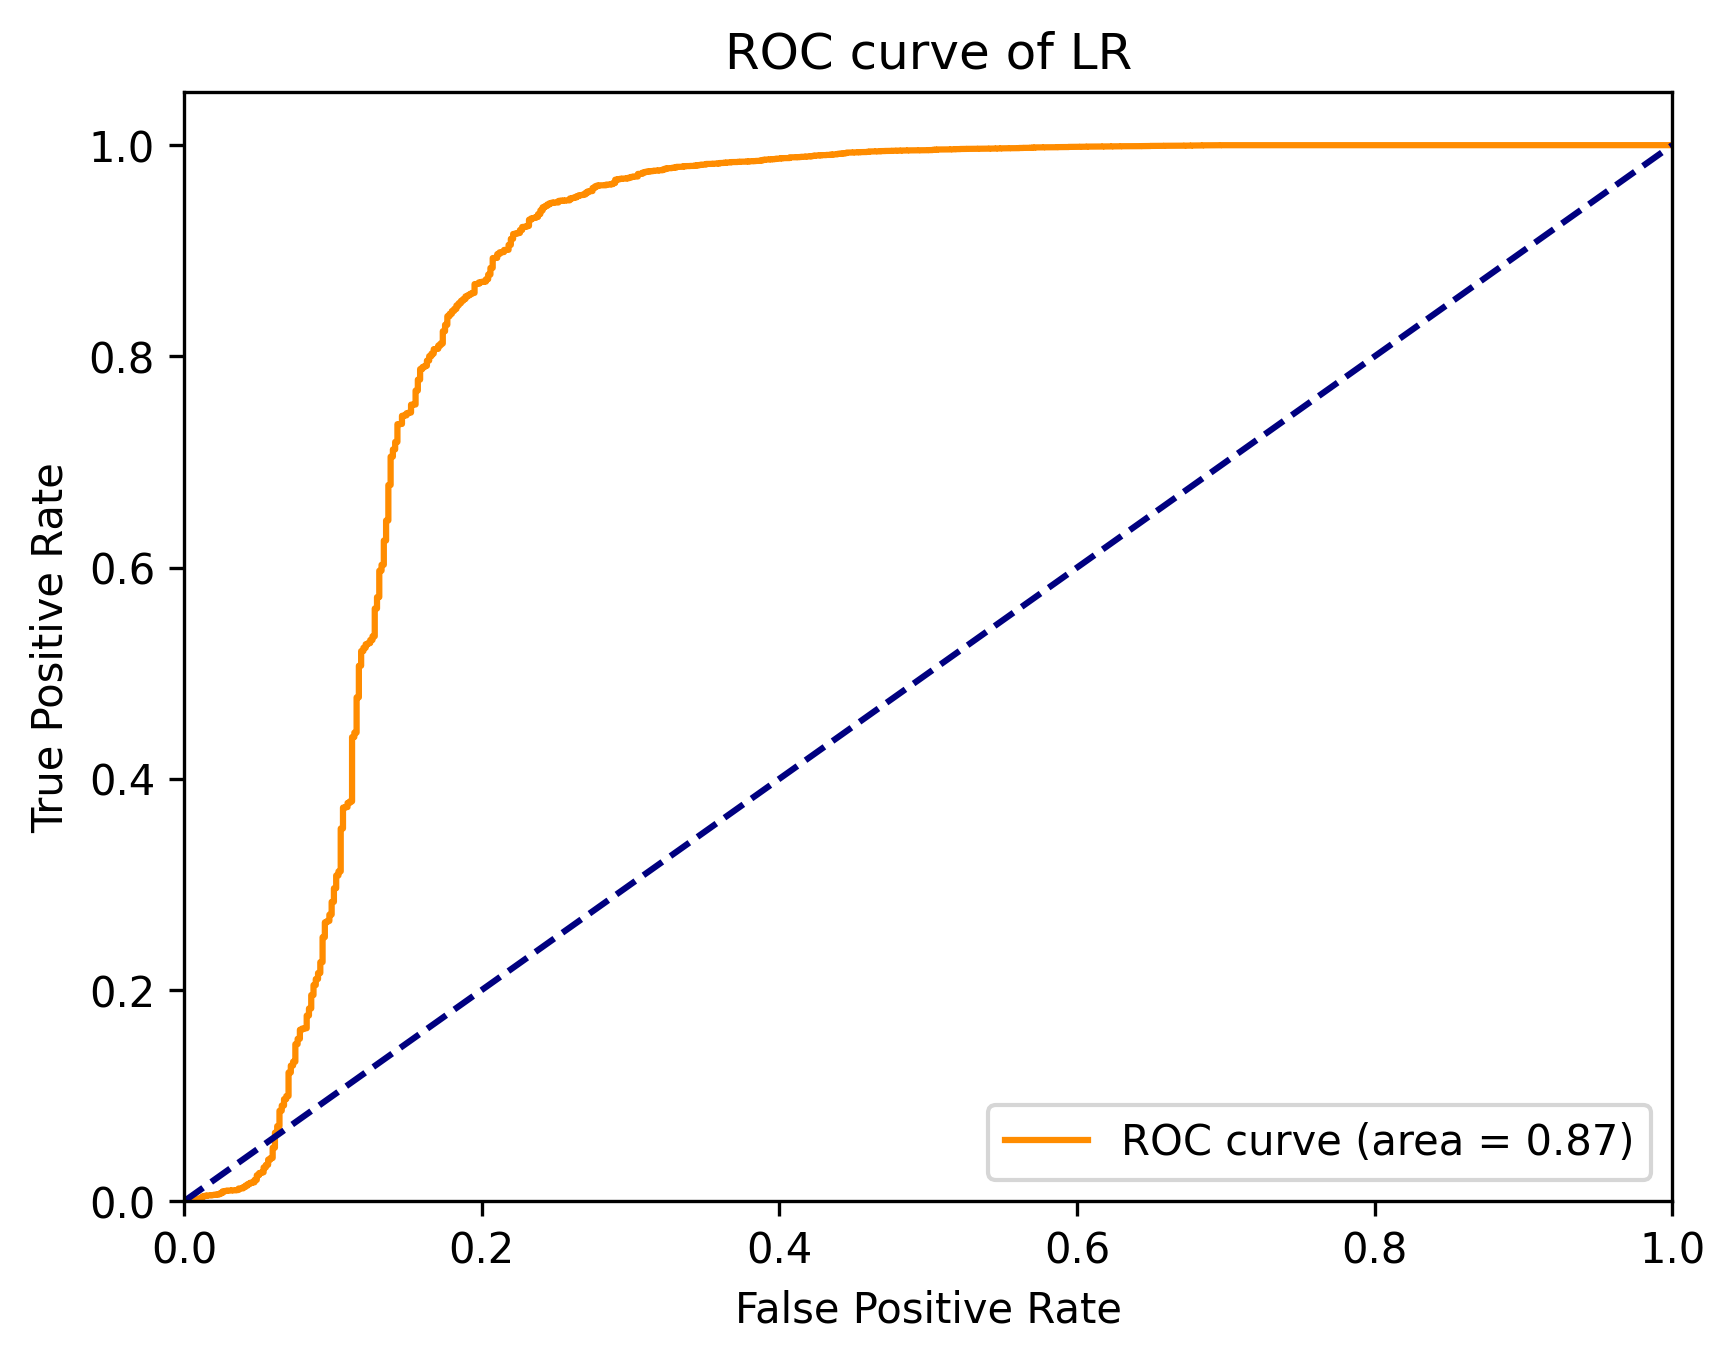 ROC curve of LR
1.0
0.8
0.6
0.4
0.2
0.0
True Positive Rate
ROC curve (area = 0.87)
0.0 0.2 0.4 0.6 0.8 1.0
False Positive Rate